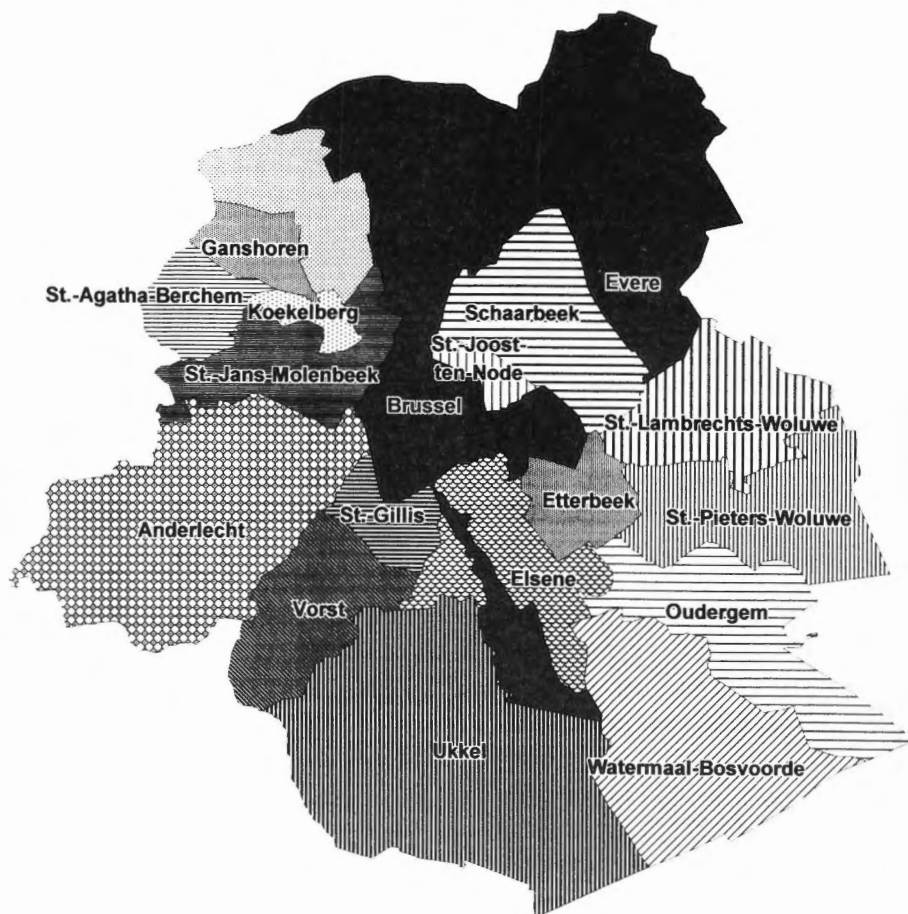 Ganshoren
Evere
St.-Agatha-Berchem
Koekelberg
Schaarbeek
St.-Joost-
ten-Node
St.-Jans-Molenbeek
Brussel
St.-Lambrechts-Woluwe
Etterbeek
St.-Gillis
St.-Pieters-Woluwe
Anderlecht
Elsene
Vorst
Oudergem
Ukkel
Watermaal-Bosvoorde